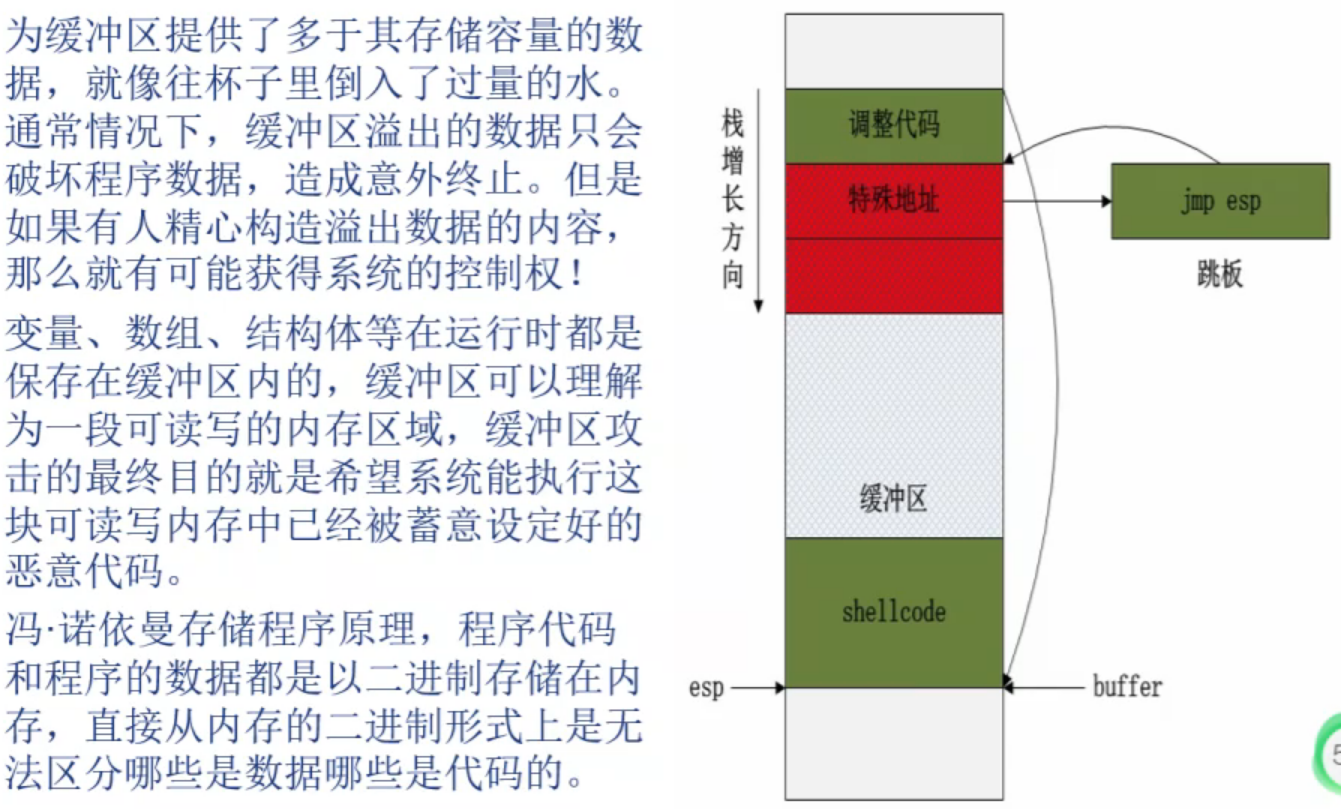 为缓冲区提供了多于其存储容量的数
据，就像往杯子里倒入了过量的水。
通常情况下，缓冲区溢出的数据只会
破坏程序数据，造成意外终止。但是
如果有人精心构造溢出数据的内容，
那么就有可能获得系统的控制权！
变量、数组、结构体等在运行时都是
保存在缓冲区内的，缓冲区可以理解
为一段可读写的内存区域，缓冲区攻
击的最终目的就是希望系统能执行这
块可读写内存中已经被蓄意设定好的
恶意代码。
冯·诺依曼存储程序原理，程序代码
和程序的数据都是以二进制存储在内
存，直接从内存的二进制形式上是无
法区分哪些是数据哪些是代码的。
栈增长方向
调整代码
特殊地址
jmp esp
跳板
缓冲区
shellcode
esp
buffer
5